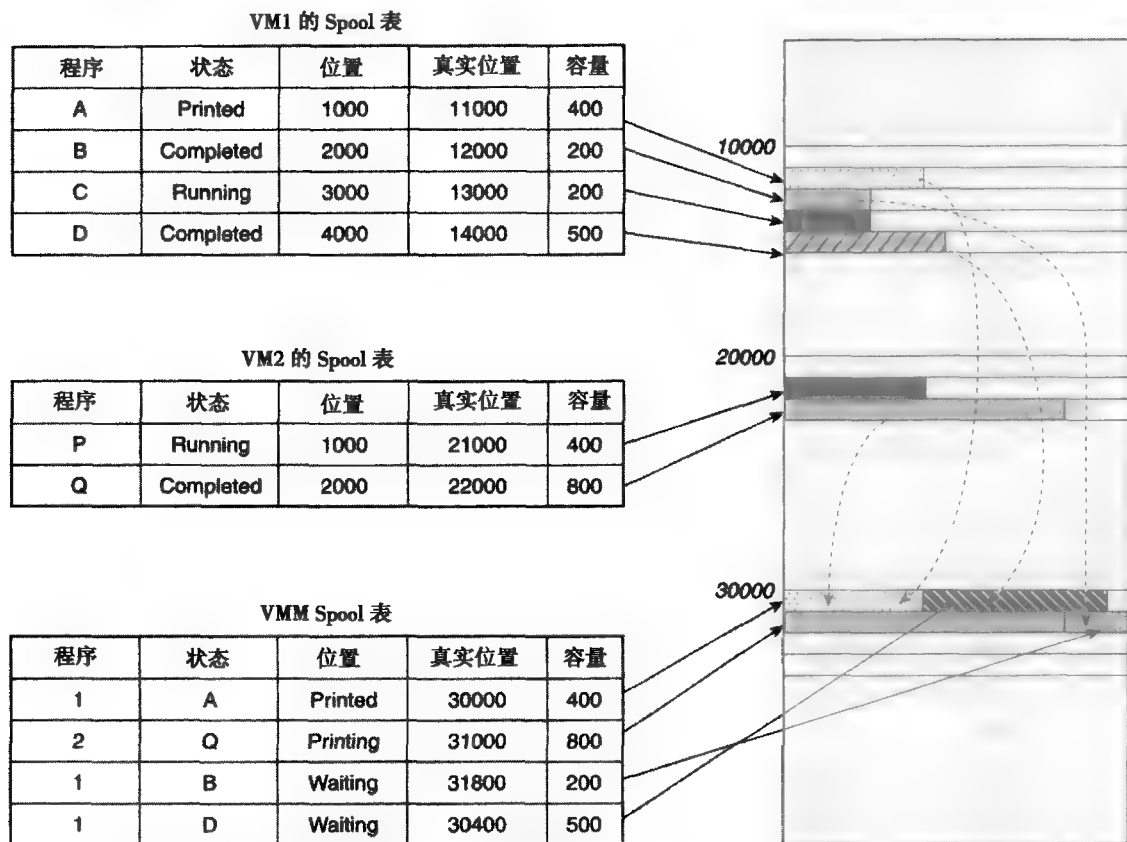 VM1 的 Spool 表
程序 状态 位置 真实位置 容量
A Printed 1000 11000 400
B Completed 2000 12000 200
C Running 3000 13000 200
D Completed 4000 14000 500
10000
VM2 的 Spool 表
程序 状态 位置 真实位置 容量
P Running 1000 21000 400
Q Completed 2000 22000 800
20000
VMM Spool 表
程序 状态 位置 真实位置 容量
1 A Printed 30000 400
2 Q Printing 31000 800
1 B Waiting 31800 200
1 D Waiting 30400 500
30000